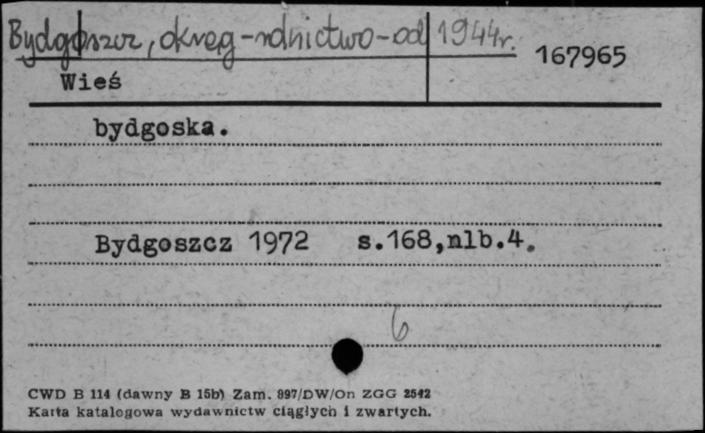 Bydgoszcz, okręg - rolnictwo - od 1944r.
167965
Wieś
bydgoska.
Bydgoszcz 1972 s.168,nlb.4.
6
CWD B 114 (dawny B 15b) Zam. 897/DW/On ZGG 2542
Karta katalogowa wydawnictw ciągłych i zwartych.